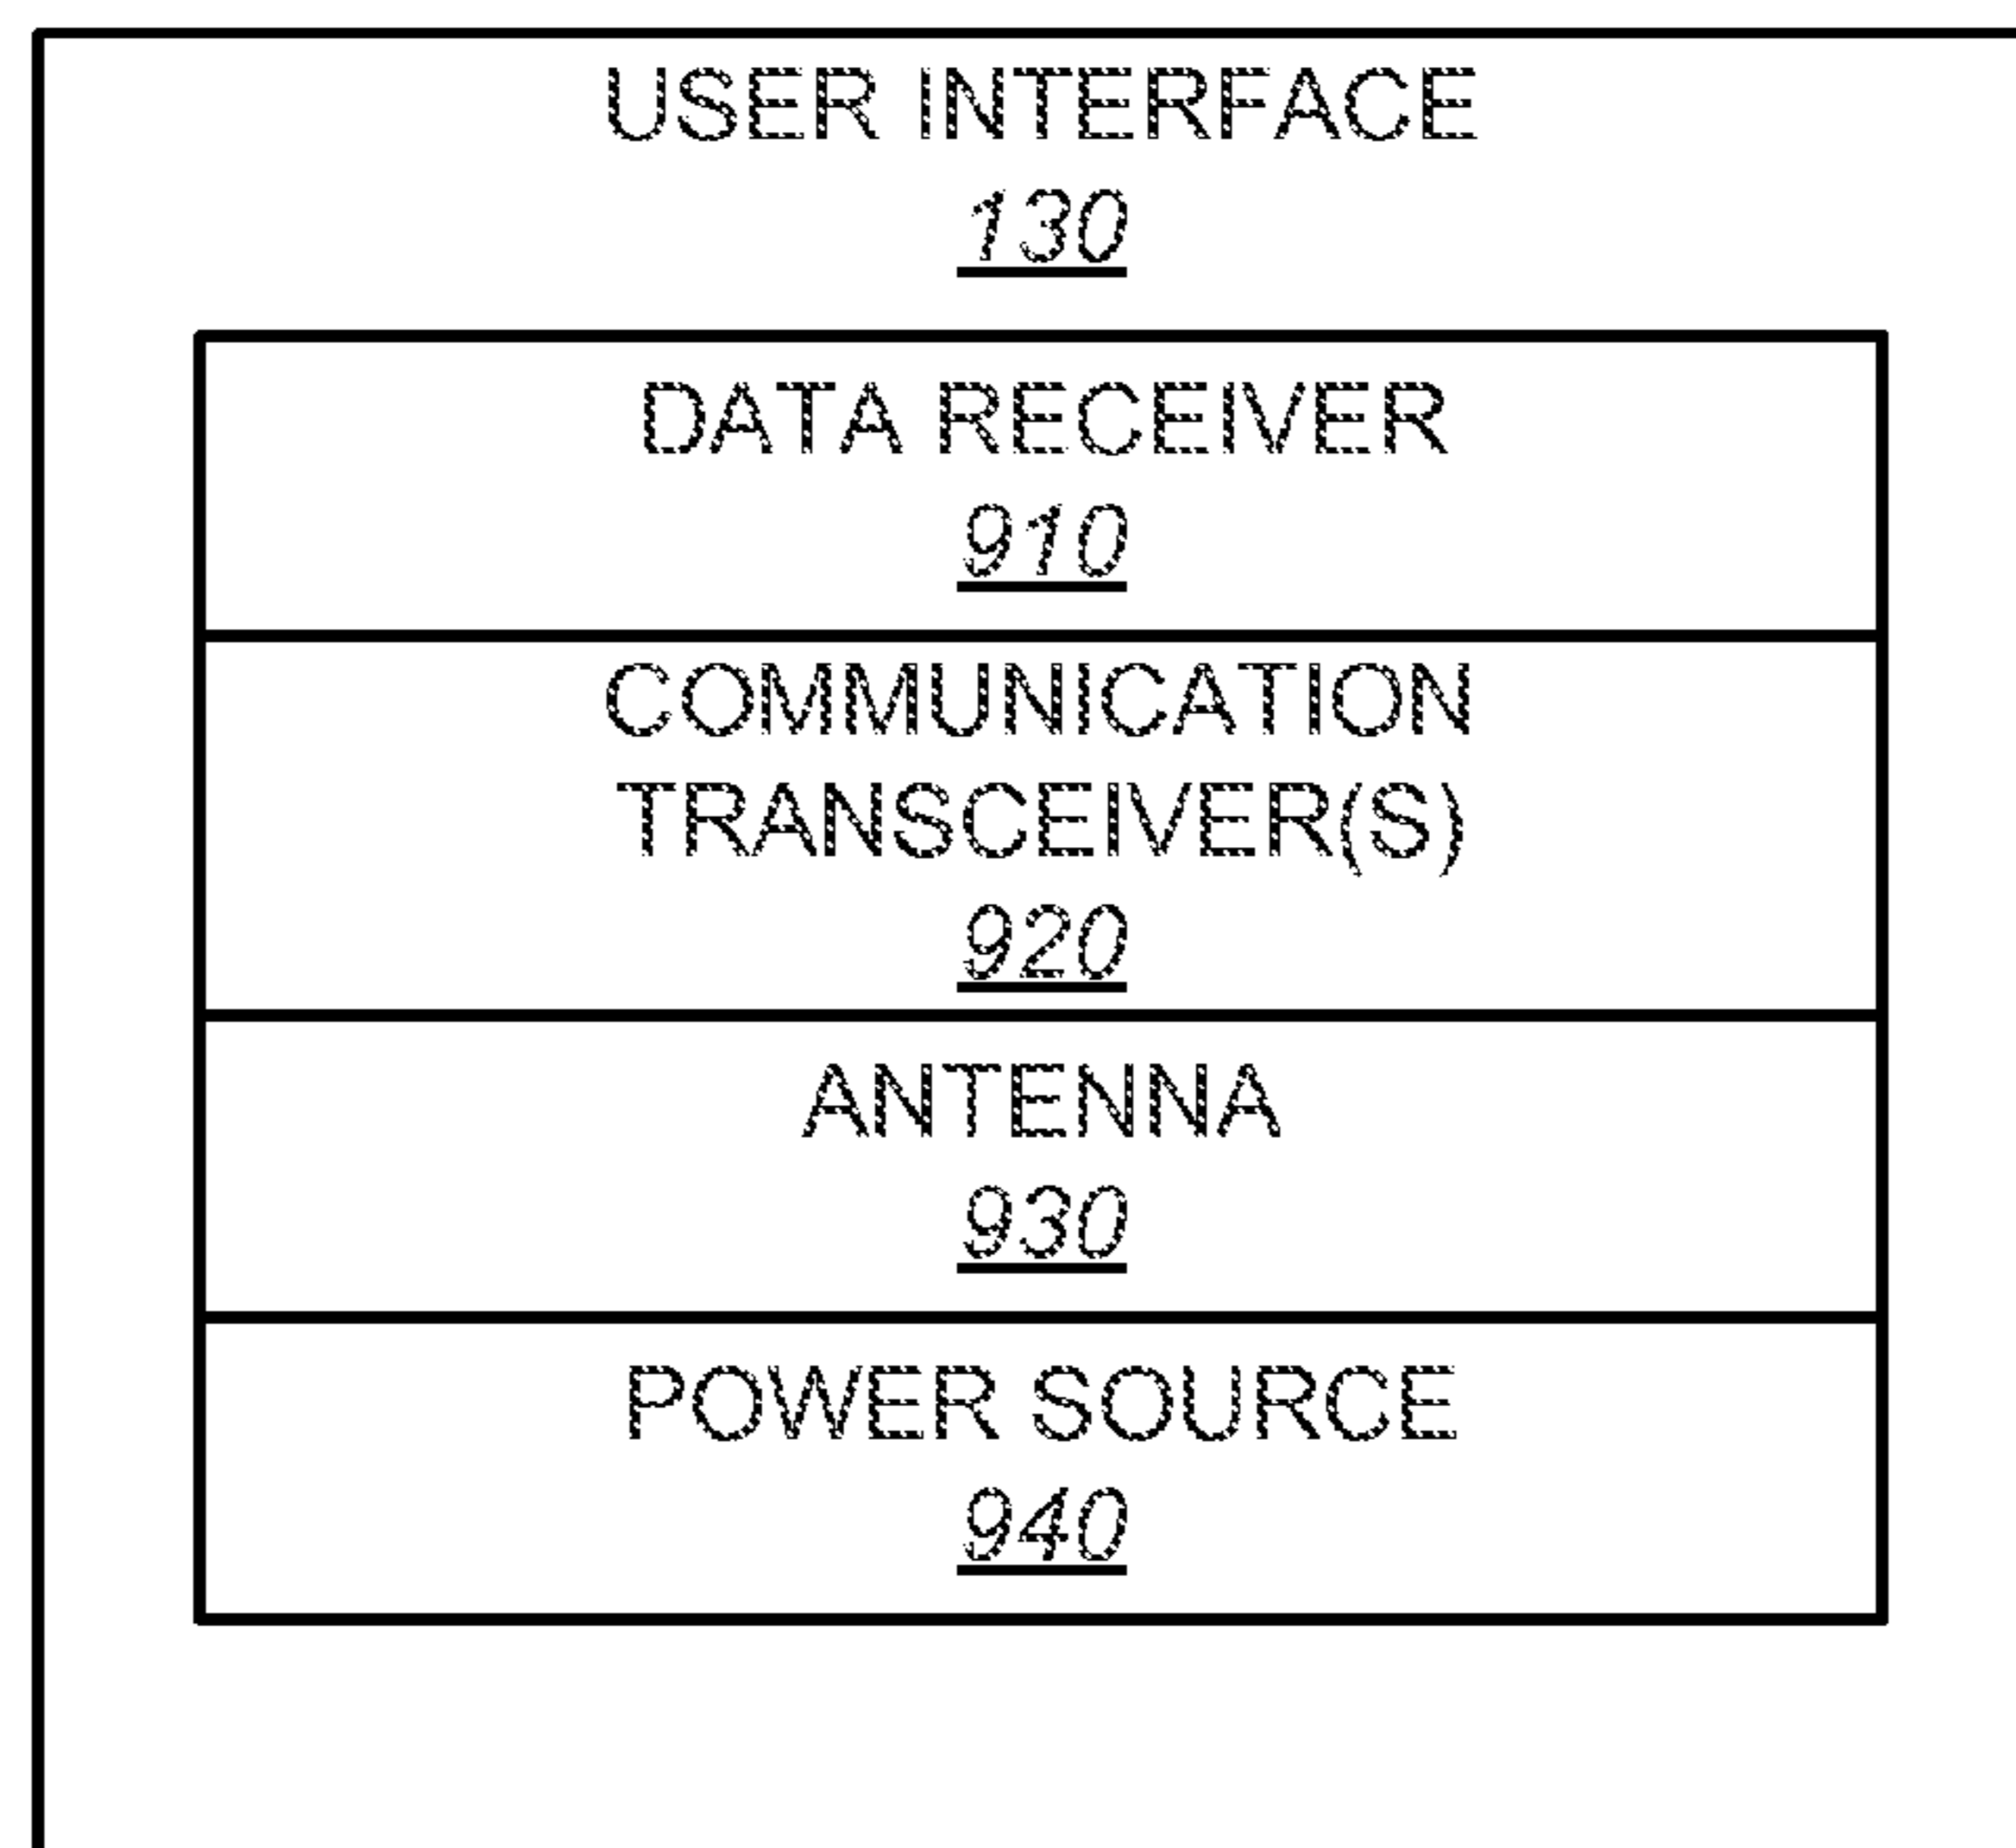 USER INTERFACE
130
DATA RECEIVER
910
COMMUNICATION
TRANSCEIVER(S)
920
ANTENNA
930
POWER SOURCE
940